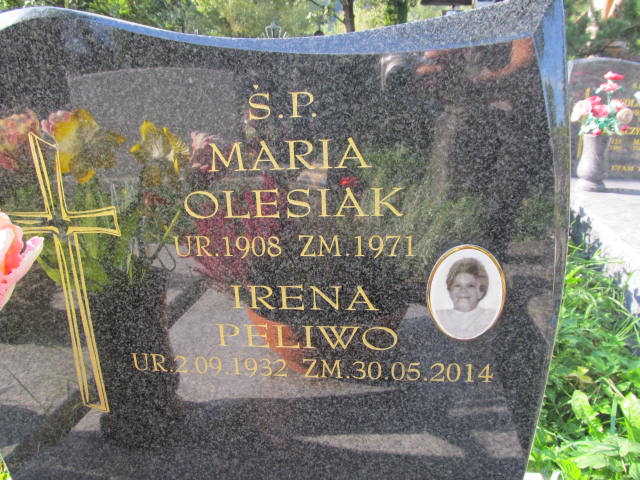 Ś.P.
MARIA
OLESIAK
UR.1908 ZM.1971
IRENA
PELIWO
UR.2.09.1932 ZM.30.05.2014